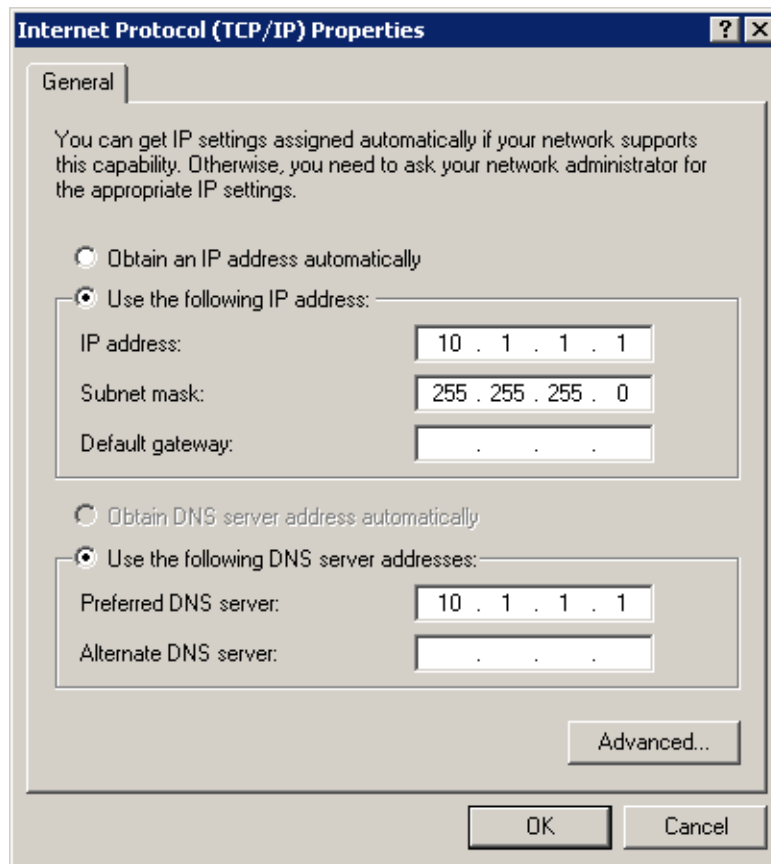 Internet Protocol (TCP/IP) Properties
General
You can get IP settings assigned automatically if your network supports
this capability. Otherwise, you need to ask your network administrator for
the appropriate IP settings.
Obtain an IP address automatically
Use the following IP address:
IP address: 10 . 1 . 1 . 1
Subnet mask: 255 . 255 . 255 . 0
Default gateway: . . .
Obtain DNS server address automatically
Use the following DNS server addresses:
Preferred DNS server: 10 . 1 . 1 . 1
Alternate DNS server: . . .
Advanced...
OK Cancel